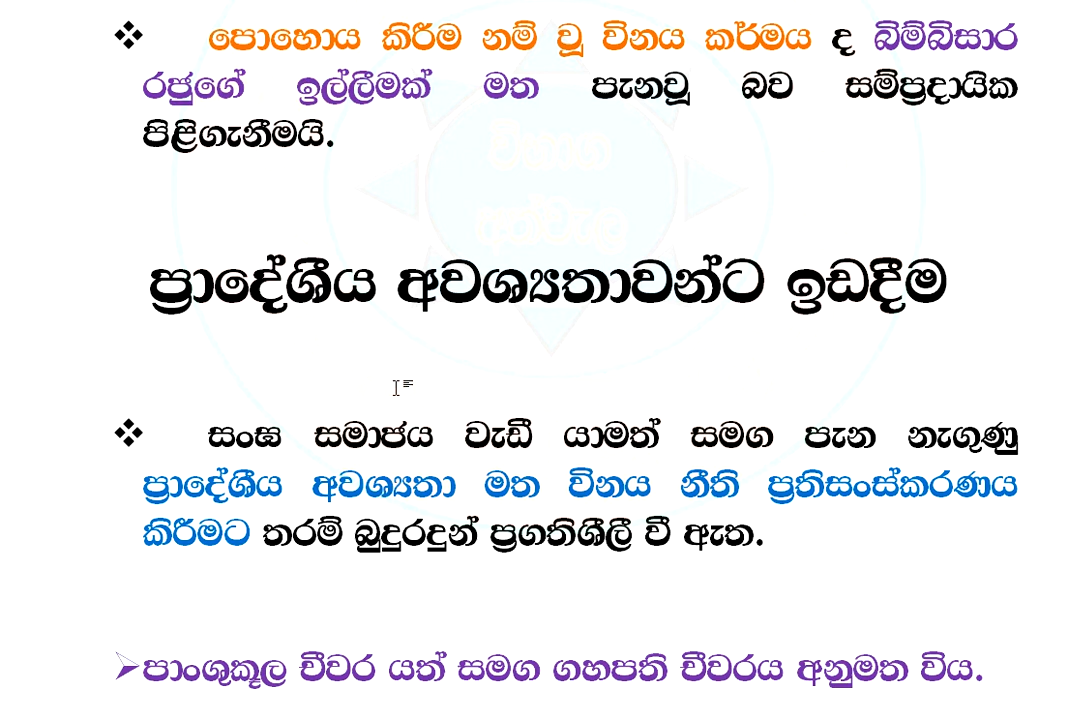 ❖ පොහොය කිරීම නම් වූ විනය කර්මය ද බිම්බිසාර
රජුගේ ඉල්ලීමක් මත පැනවූ බව සම්ප්‍රදායික
පිළිගැනීමයි.
ප්‍රාදේශීය අවශ්‍යතාවන්ට ඉඩදීම
❖ සංඝ සමාජය වැඩී යාමත් සමග පැන නැගුණු
ප්‍රාදේශීය අවශ්‍යතා මත විනය නීති ප්‍රතිසංස්කරණය
කිරීමට තරම් බුදුරදුන් ප්‍රගතිශීලී වී ඇත.
➢පාංශුකූල චීවර යත් සමග ගහපති චීවරය අනුමත විය.